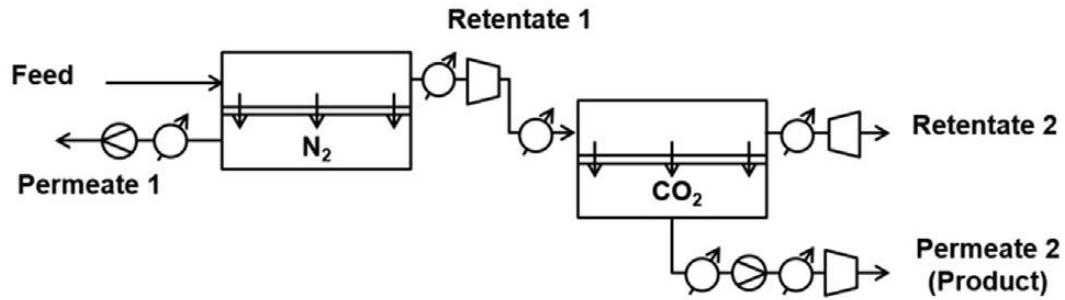 Retentate 1
Feed
N₂
Permeate 1
Retentate 2
CO₂
Permeate 2
(Product)